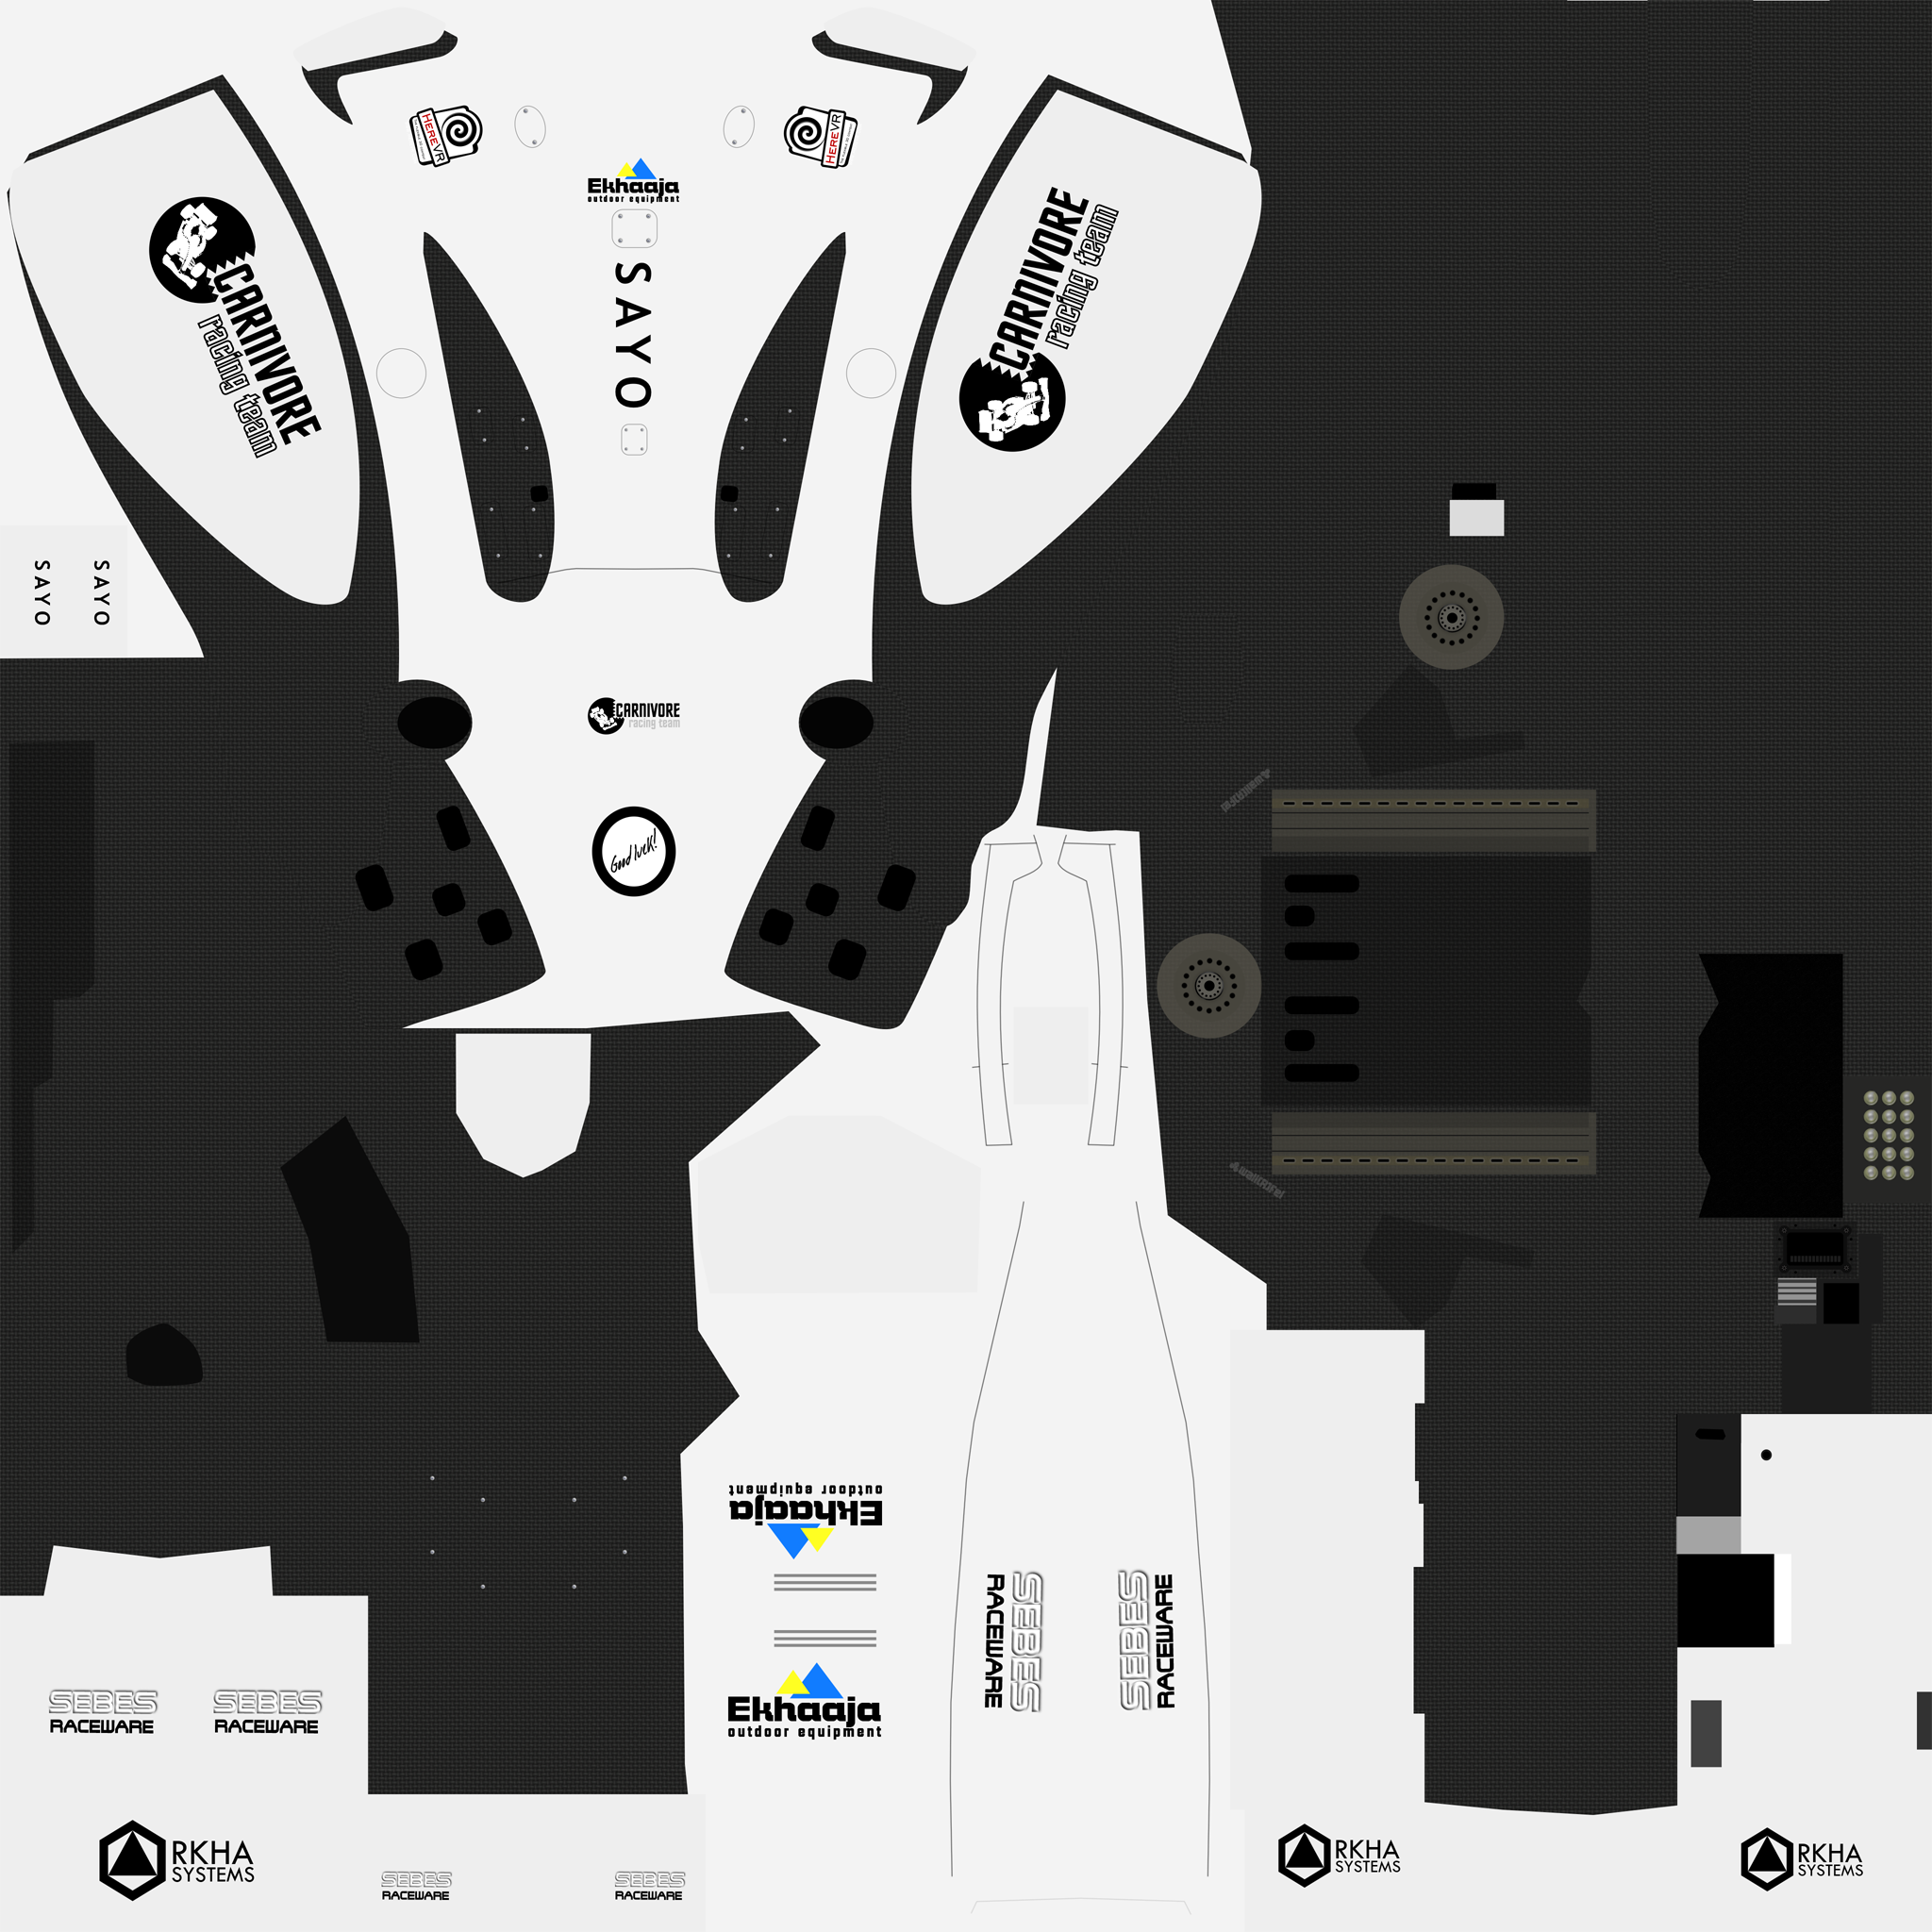 HEREVR
HEREVR
Ekhaaja
outdoor equipment
SAYO
CARNIVORE
racing team
CARNIVORE
racing team
SAYO
SAYO
CARNIVORE
racing team
Good luck!
Ekhaaja
outdoor equipment
Ekhaaja
outdoor equipment
SEBES
RACEWARE
SEBES
RACEWARE
SEBES
RACEWARE
SEBES
RACEWARE
RKHA
SYSTEMS
SEBES
RACEWARE
SEBES
RACEWARE
RKHA
SYSTEMS
RKHA
SYSTEMS